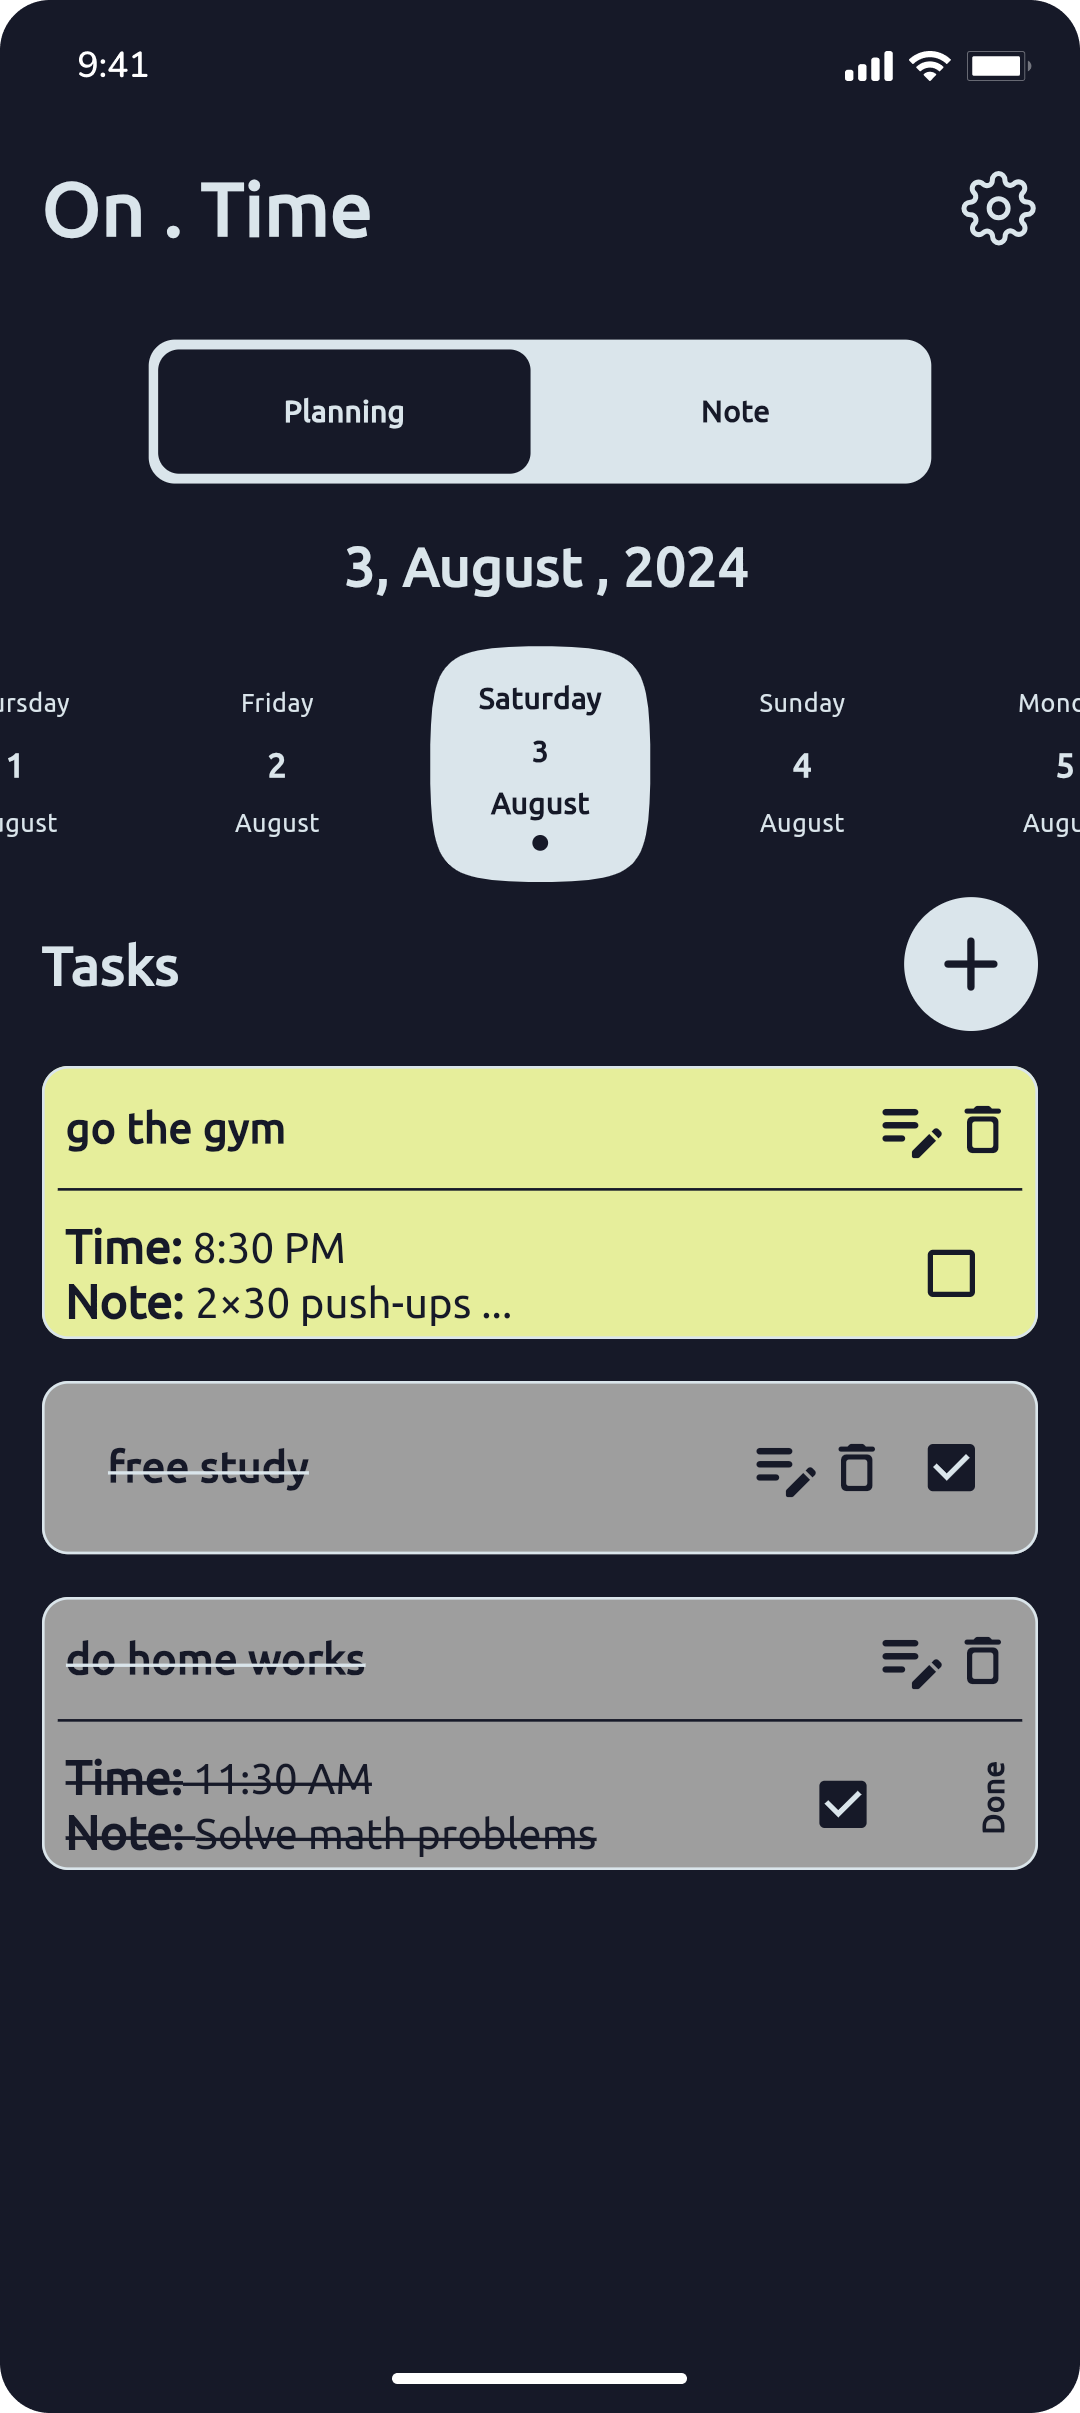 9:41
On . Time
Planning
Note
3, August , 2024
ursday
1
gust
Friday
2
August
Saturday
3
August
Sunday
4
August
Mon
5
Augu
Tasks
go the gym
Time: 8:30 PM
Note: 2×30 push-ups ...
free study
do home works
Time: 11:30 AM
Note: Solve math problems
Done